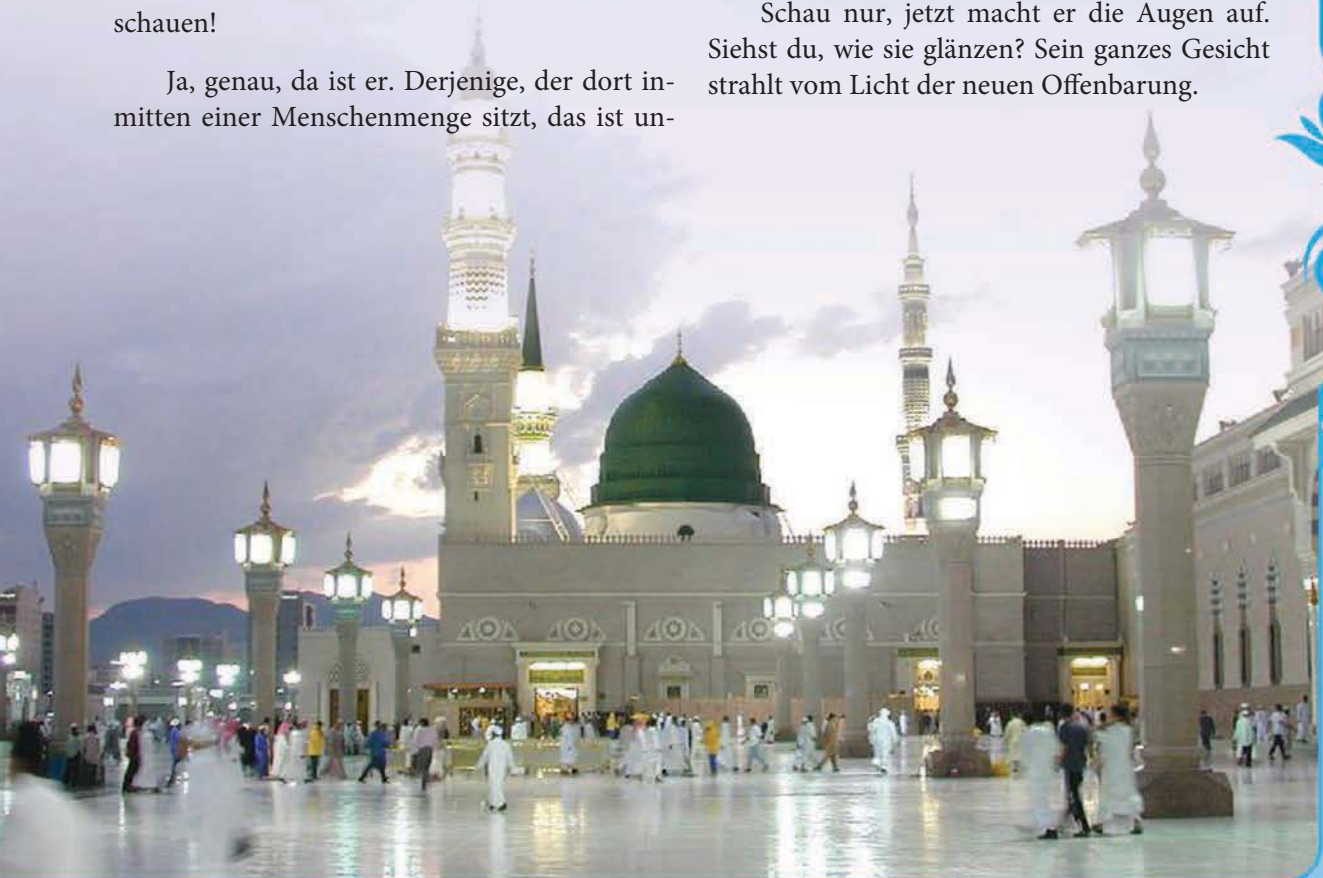 schauen!
Ja, genau, da ist er. Derjenige, der dort in-
mitten einer Menschenmenge sitzt, das ist un-
Schau nur, jetzt macht er die Augen auf.
Siehst du, wie sie glänzen? Sein ganzes Gesicht
strahlt vom Licht der neuen Offenbarung.